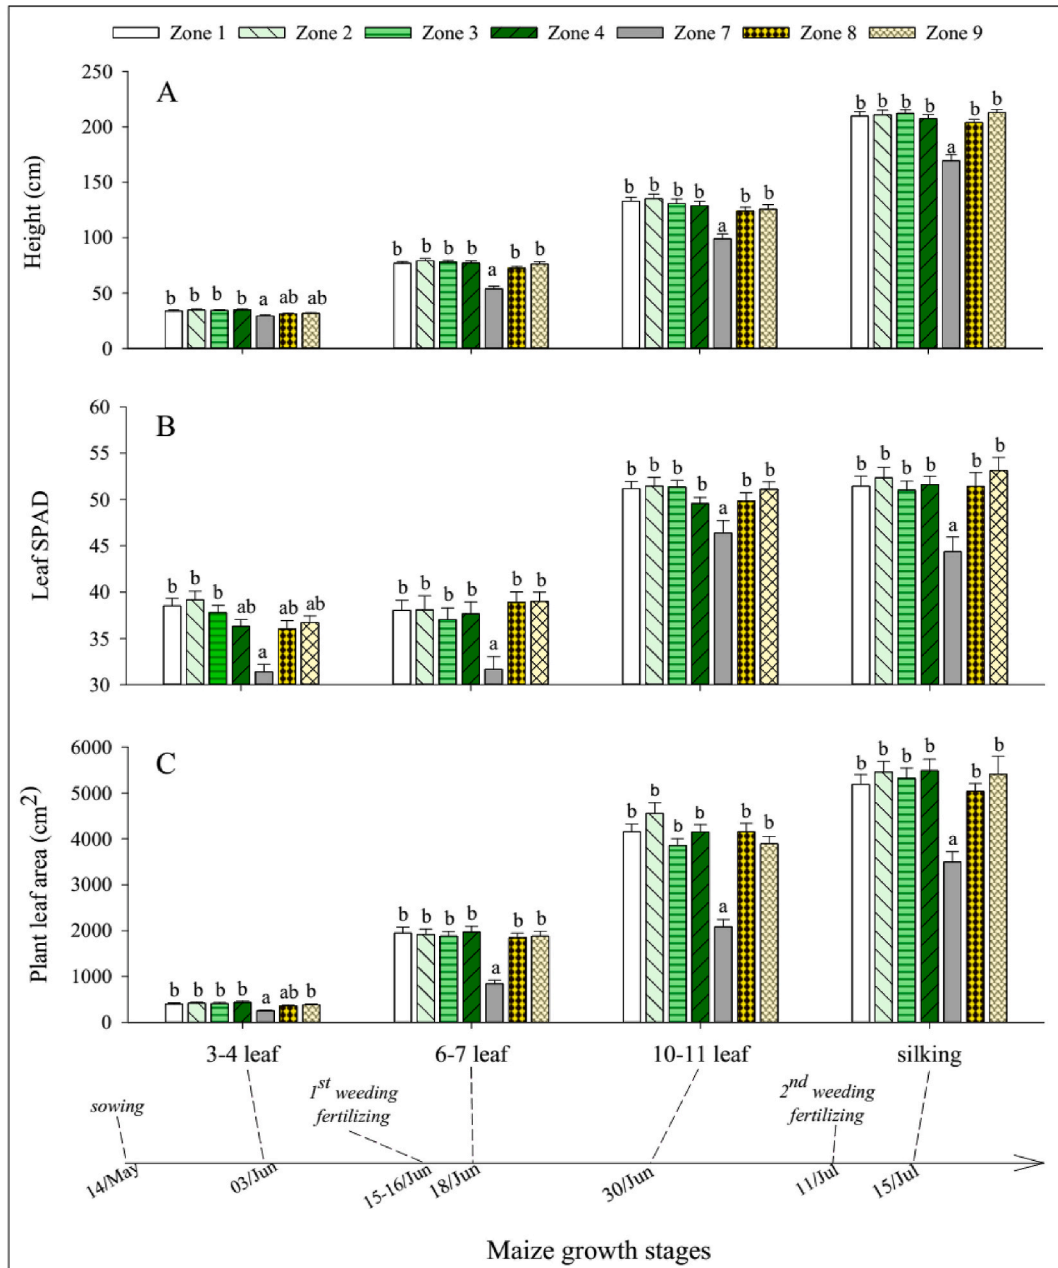 Zone 1 Zone 2 Zone 3 Zone 4 Zone 7 Zone 8 Zone 9
A
Height (cm)
250
200
150
100
50
0
b b b b a ab ab
b b b b a b b
b b b b a b b
b b b b a b b
B
Leaf SPAD
60
55
50
45
40
35
30
b b b ab a ab ab
b b b b a b b
b b b b a b b
b b b b a b b
C
Plant leaf area (cm²)
6000
5000
4000
3000
2000
1000
0
b b b b a ab b
b b b b a b b
b b b b a b b
b b b b a b b
3-4 leaf 6-7 leaf 10-11 leaf silking
sowing
1st weeding
fertilizing
2nd weeding
fertilizing
14/May 03/Jun 15-16/Jun 18/Jun 30/Jun 11/Jul 15/Jul
Maize growth stages